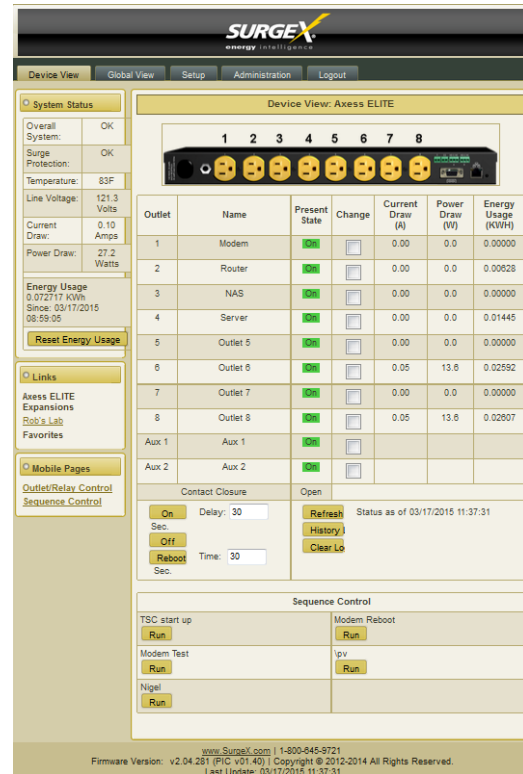 SURGEX
energy intelligence
Device View Global View Setup Administration Logout
System Status
Overall System: OK
Surge Protection: OK
Temperature: 83F
Line Voltage: 121.3 Volts
Current Draw: 0.10 Amps
Power Draw: 27.2 Watts
Energy Usage
0.072717 KWh
Since: 03/17/2015
08:59:05
Reset Energy Usage
Links
Axess ELITE
Expansions
Rob's Lab
Favorites
Mobile Pages
Outlet/Relay Control
Sequence Control
Device View: Axess ELITE
1 2 3 4 5 6 7 8
Outlet Name Present State Change Current Draw (A) Power Draw (W) Energy Usage (KWH)
1 Modem On 0.00 0.0 0.00000
2 Router On 0.00 0.0 0.00628
3 NAS On 0.00 0.0 0.00000
4 Server On 0.00 0.0 0.01445
5 Outlet 5 On 0.00 0.0 0.00000
6 Outlet 6 On 0.05 13.6 0.02592
7 Outlet 7 On 0.00 0.0 0.00000
8 Outlet 8 On 0.05 13.6 0.02607
Aux 1 Aux 1 On
Aux 2 Aux 2 On
Contact Closure Open
On Delay: 30
Sec.
Off
Reboot Time: 30
Sec.
Refresh Status as of 03/17/2015 11:37:31
History
Clear Lo
Sequence Control
TSC start up
Run
Modem Reboot
Run
Modem Test
Run
\pv
Run
Nigel
Run
www.SurgeX.com | 1-800-645-9721
Firmware Version: v2.04.281 (PIC v01.40) | Copyright © 2012-2014 All Rights Reserved.
Last Update: 03/17/2015 11:37:31